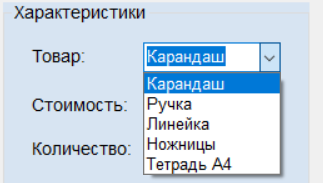 Характеристики
Товар: Карандаш
Карандаш
Стоимость: Ручка
Линейка
Количество: Ножницы
Тетрадь А4